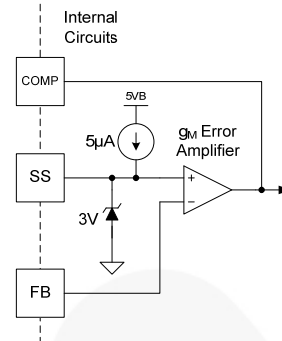 Internal
Circuits
COMP
5VB
5µA
gM Error
Amplifier
SS
+
−
3V
FB